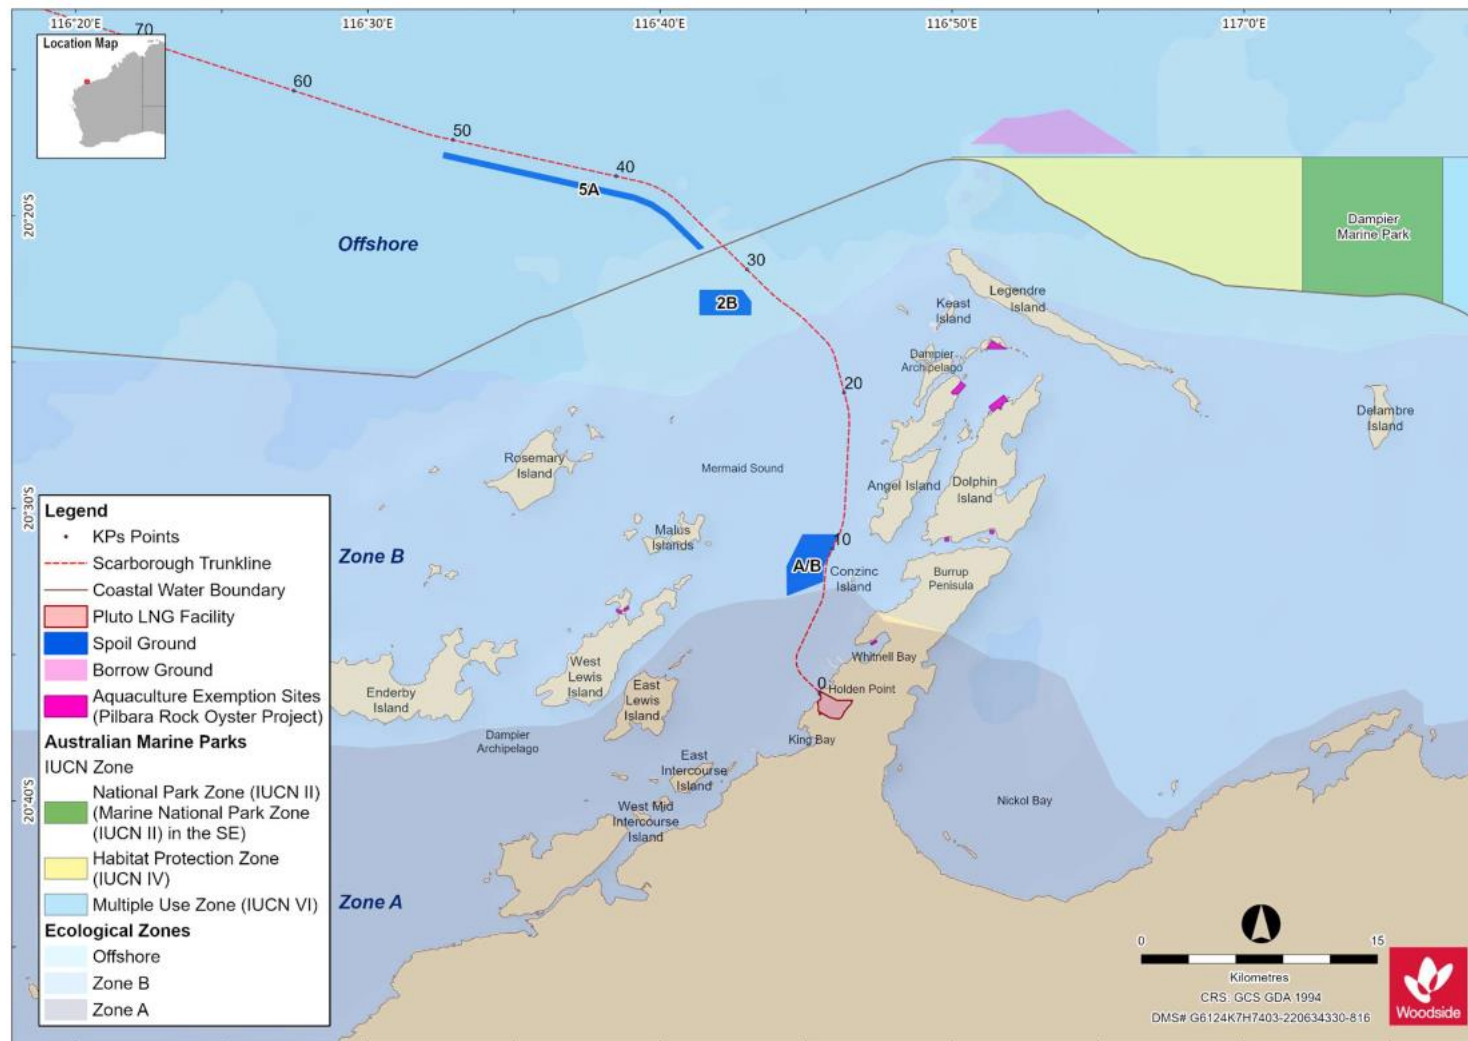 116°20'E
116°30'E
116°40'E
116°50'E
117°0'E
Location Map
70
60
50
40
5A
30
2B
20
10
A/B
0
20°20'S
20°30'S
20°40'S
Offshore
Zone B
Zone A
Dampier
Marine Park
Legendre
Island
Keast
Island
Dampier
Archipelago
Delambre
Island
Rosemary
Island
Mermaid Sound
Angel Island
Dolphin
Island
Malus
Islands
Conzinc
Island
Burrup
Penisula
Whitnell Bay
Holden Point
West
Lewis
Island
East
Lewis
Island
Enderby
Island
Dampier
Archipelago
King Bay
East
Intercourse
Island
West Mid
Intercourse
Island
Nickol Bay
Legend
KPs Points
Scarborough Trunkline
Coastal Water Boundary
Pluto LNG Facility
Spoil Ground
Borrow Ground
Aquaculture Exemption Sites
(Pilbara Rock Oyster Project)
Australian Marine Parks
IUCN Zone
National Park Zone (IUCN II)
(Marine National Park Zone
(IUCN II) in the SE)
Habitat Protection Zone
(IUCN IV)
Multiple Use Zone (IUCN VI)
Ecological Zones
Offshore
Zone B
Zone A
0 15
Kilometres
CRS: GCS GDA 1994
DMS# G6124K7H7403-220634330-816
Woodside